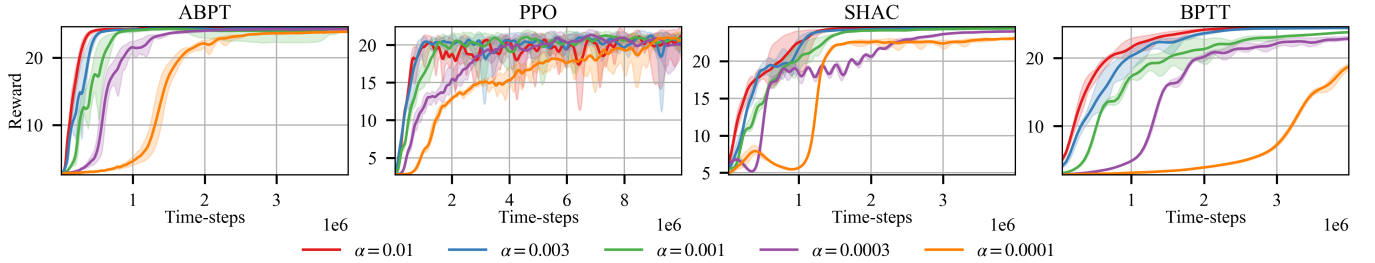 ABPT PPO SHAC BPTT
Reward
20
10
1 2 3
Time-steps
1e6
20
15
10
5
2 4 6 8
Time-steps
1e6
20
15
10
5
1 2 3
Time-steps
1e6
20
10
1 2 3
Time-steps
1e6
α = 0.01 α = 0.003 α = 0.001 α = 0.0003 α = 0.0001